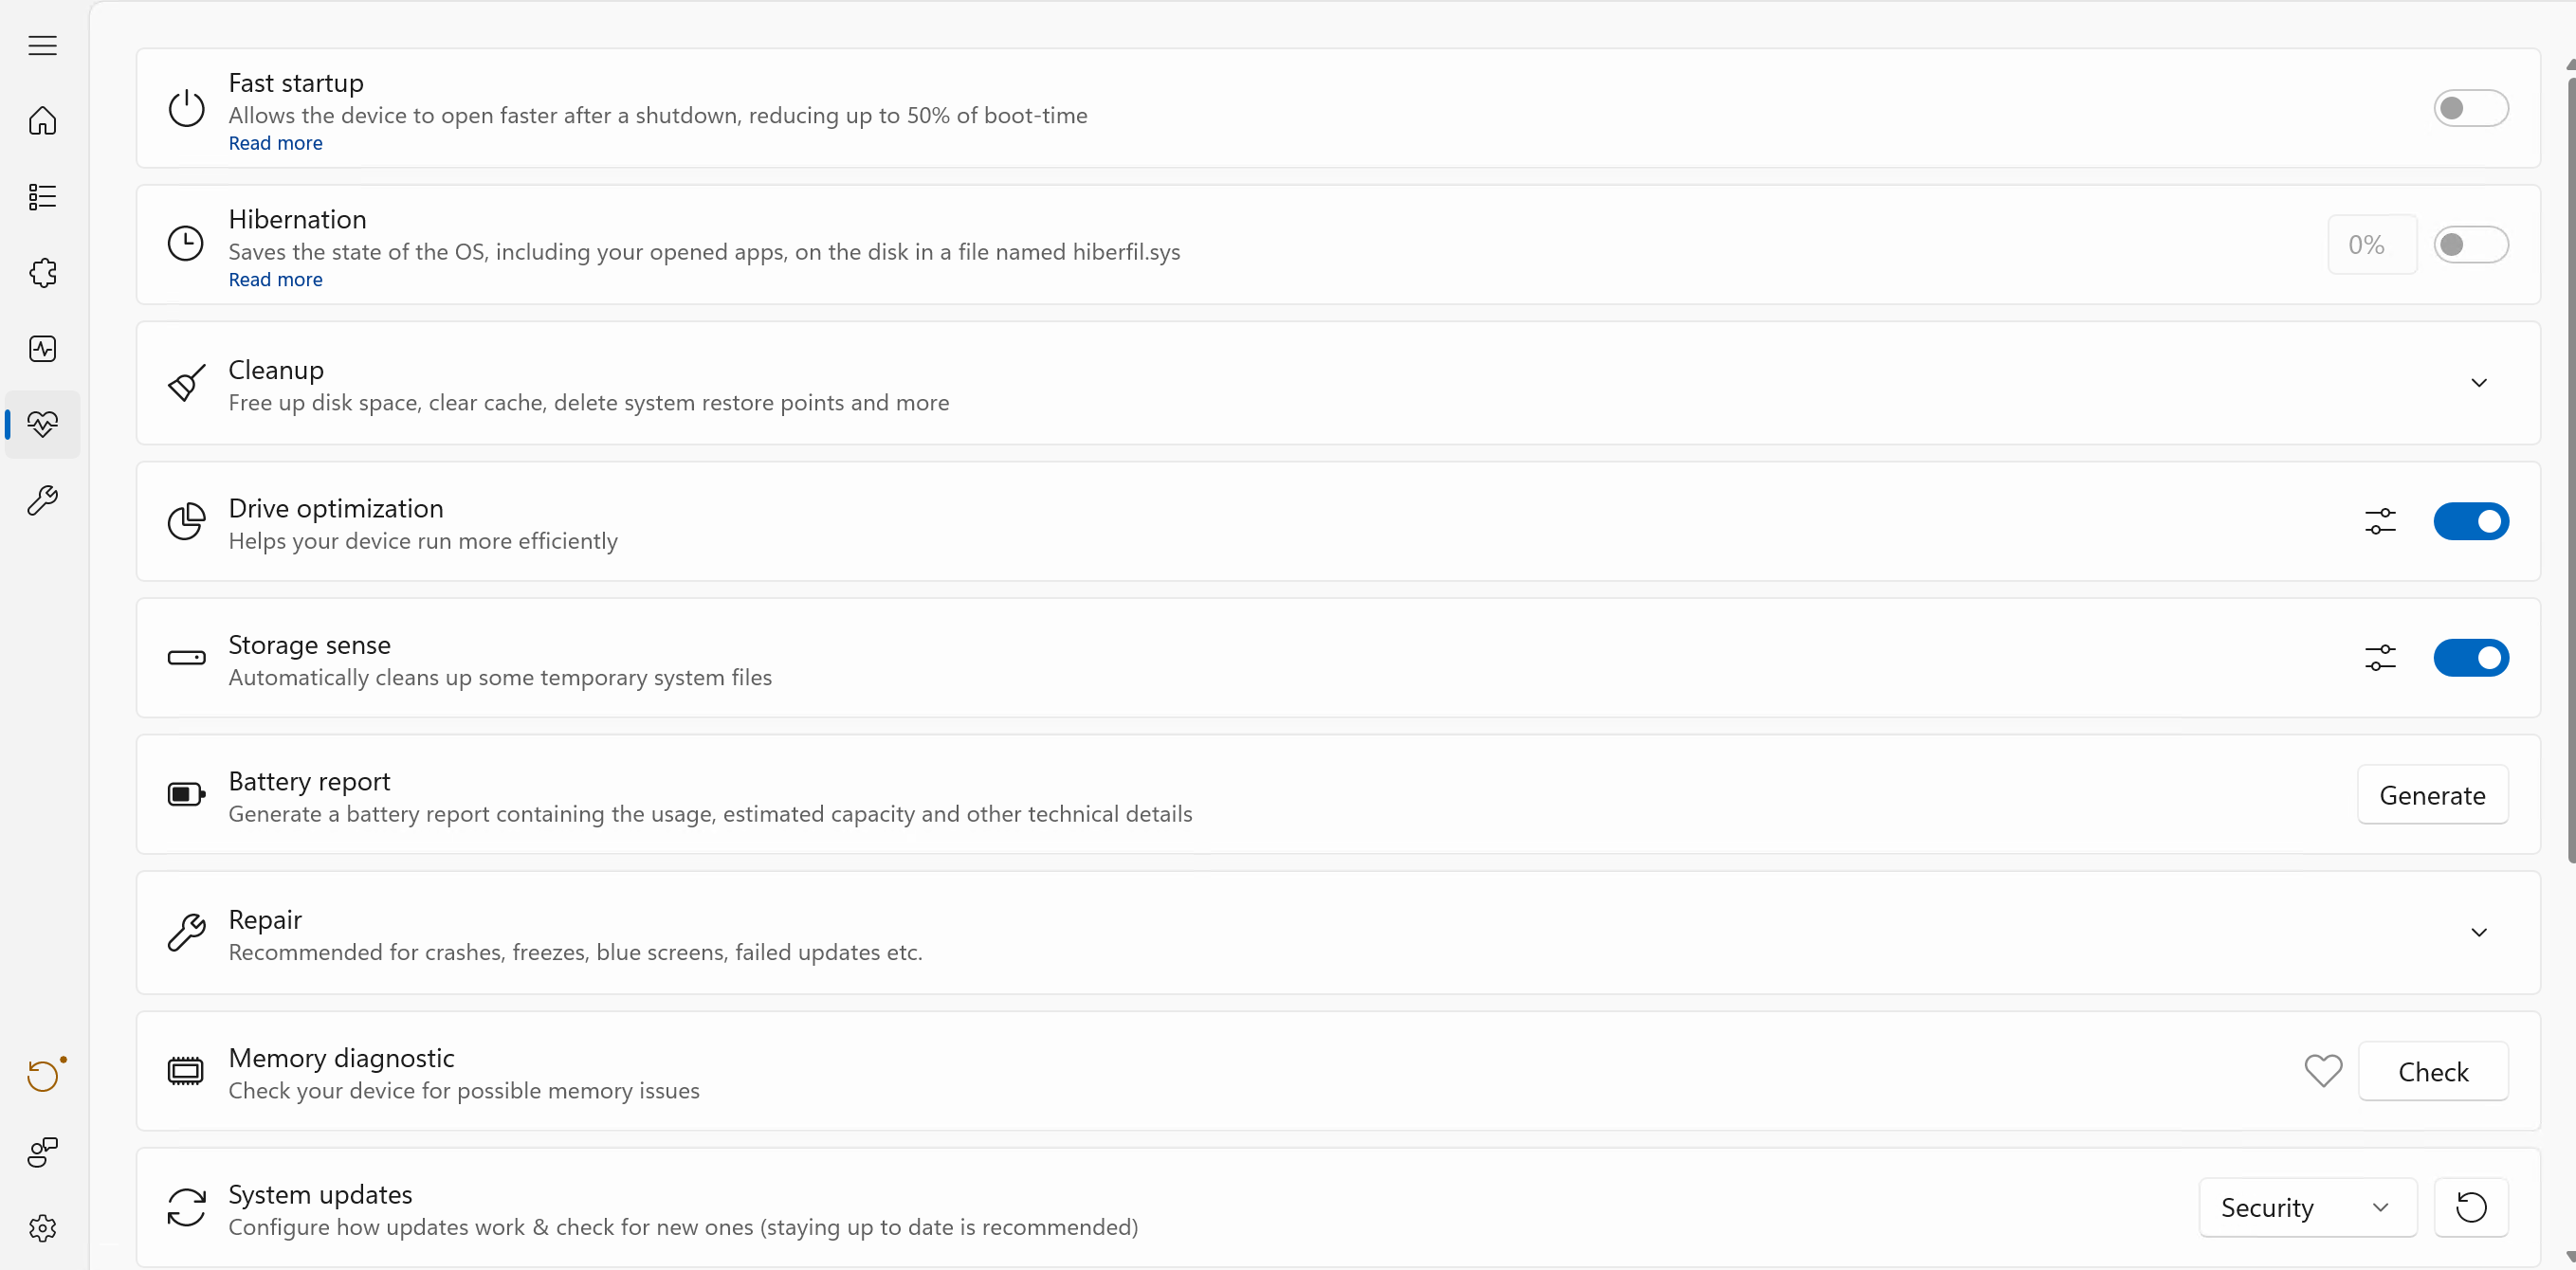 Fast startup
Allows the device to open faster after a shutdown, reducing up to 50% of boot-time
Read more
Hibernation
Saves the state of the OS, including your opened apps, on the disk in a file named hiberfil.sys
Read more
0%
Cleanup
Free up disk space, clear cache, delete system restore points and more
Drive optimization
Helps your device run more efficiently
Storage sense
Automatically cleans up some temporary system files
Battery report
Generate a battery report containing the usage, estimated capacity and other technical details
Generate
Repair
Recommended for crashes, freezes, blue screens, failed updates etc.
Memory diagnostic
Check your device for possible memory issues
Check
System updates
Configure how updates work & check for new ones (staying up to date is recommended)
Security